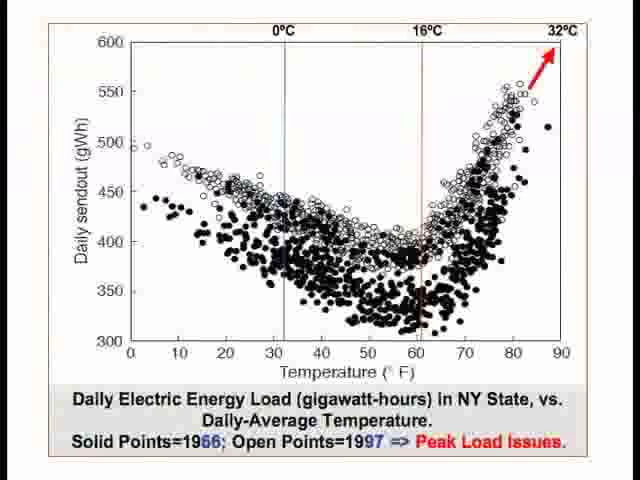 0ºC 16ºC 32ºC
600
550
500
450
400
350
300
0 10 20 30 40 50 60 70 80 90
Daily sendout (gWh)
Temperature (° F)
Daily Electric Energy Load (gigawatt-hours) in NY State, vs.
Daily-Average Temperature.
Solid Points=1966; Open Points=1997 => Peak Load Issues.